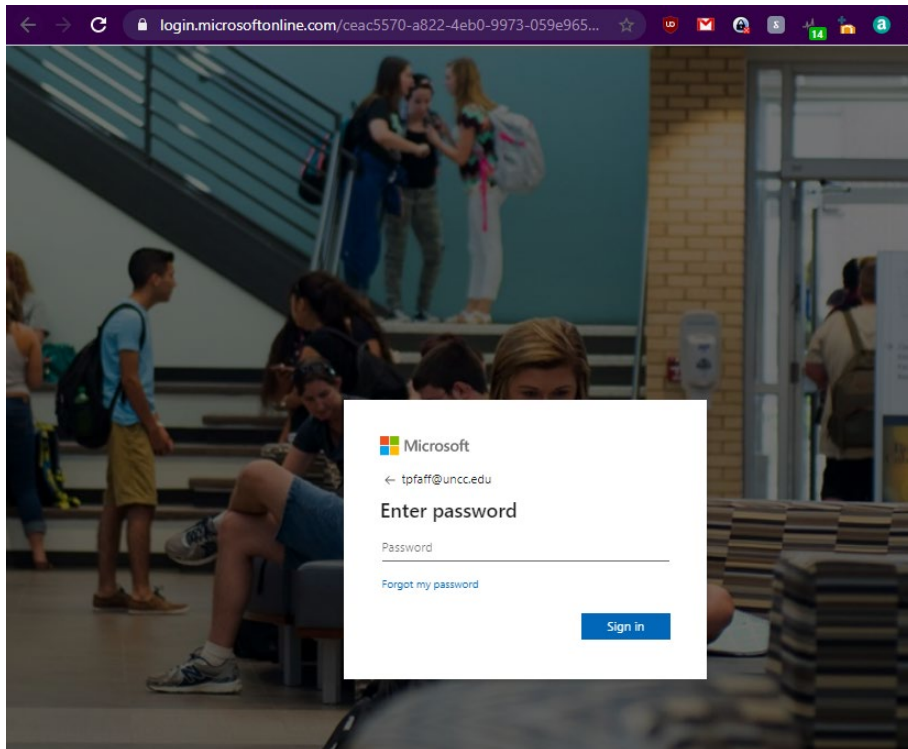 login.microsoftonline.com/ceac5570-a822-4eb0-9973-059e965...
14
a
Microsoft
← tpfaff@uncc.edu
Enter password
Password
Forgot my password
Sign in